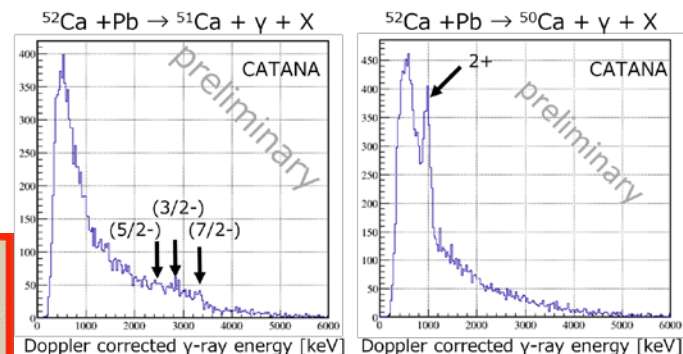 ⁵²Ca +Pb → ⁵¹Ca + γ + X
400
350
300
250
200
150
100
50
0
0 1000 2000 3000 4000 5000 6000
CATANA
preliminary
(3/2-)
(5/2-) (7/2-)
Doppler corrected γ-ray energy [keV]
⁵²Ca +Pb → ⁵⁰Ca + γ + X
450
400
350
300
250
200
150
100
50
0
0 1000 2000 3000 4000 5000 6000
2+
CATANA
preliminary
Doppler corrected γ-ray energy [keV]